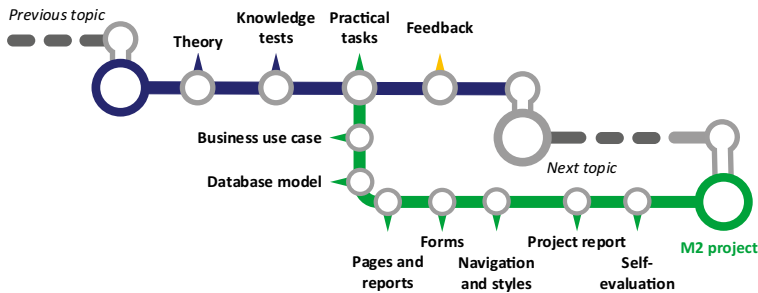 Previous topic
Knowledge
tests
Practical
tasks
Theory
Feedback
Business use case
Next topic
Database model
Forms
Project report
M2 project
Pages and
reports
Navigation
and styles
Self-
evaluation